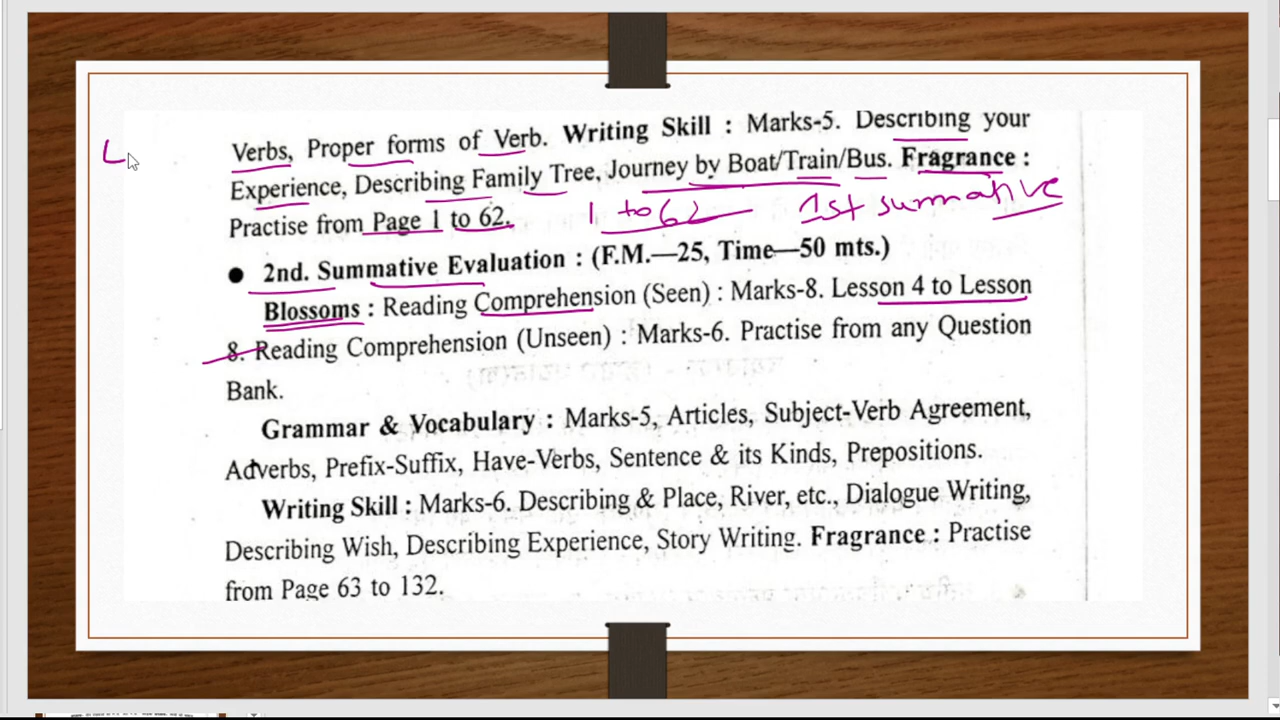 Verbs, Proper forms of Verb. Writing Skill : Marks-5. Describing your
Experience, Describing Family Tree, Journey by Boat/Train/Bus. Fragrance :
Practise from Page 1 to 62. 1 to 62 1st summative
● 2nd. Summative Evaluation : (F.M.—25, Time—50 mts.)
Blossoms : Reading Comprehension (Seen) : Marks-8. Lesson 4 to Lesson
8. Reading Comprehension (Unseen) : Marks-6. Practise from any Question
Bank.
Grammar & Vocabulary : Marks-5, Articles, Subject-Verb Agreement,
Adverbs, Prefix-Suffix, Have-Verbs, Sentence & its Kinds, Prepositions.
Writing Skill : Marks-6. Describing & Place, River, etc., Dialogue Writing,
Describing Wish, Describing Experience, Story Writing. Fragrance : Practise
from Page 63 to 132.